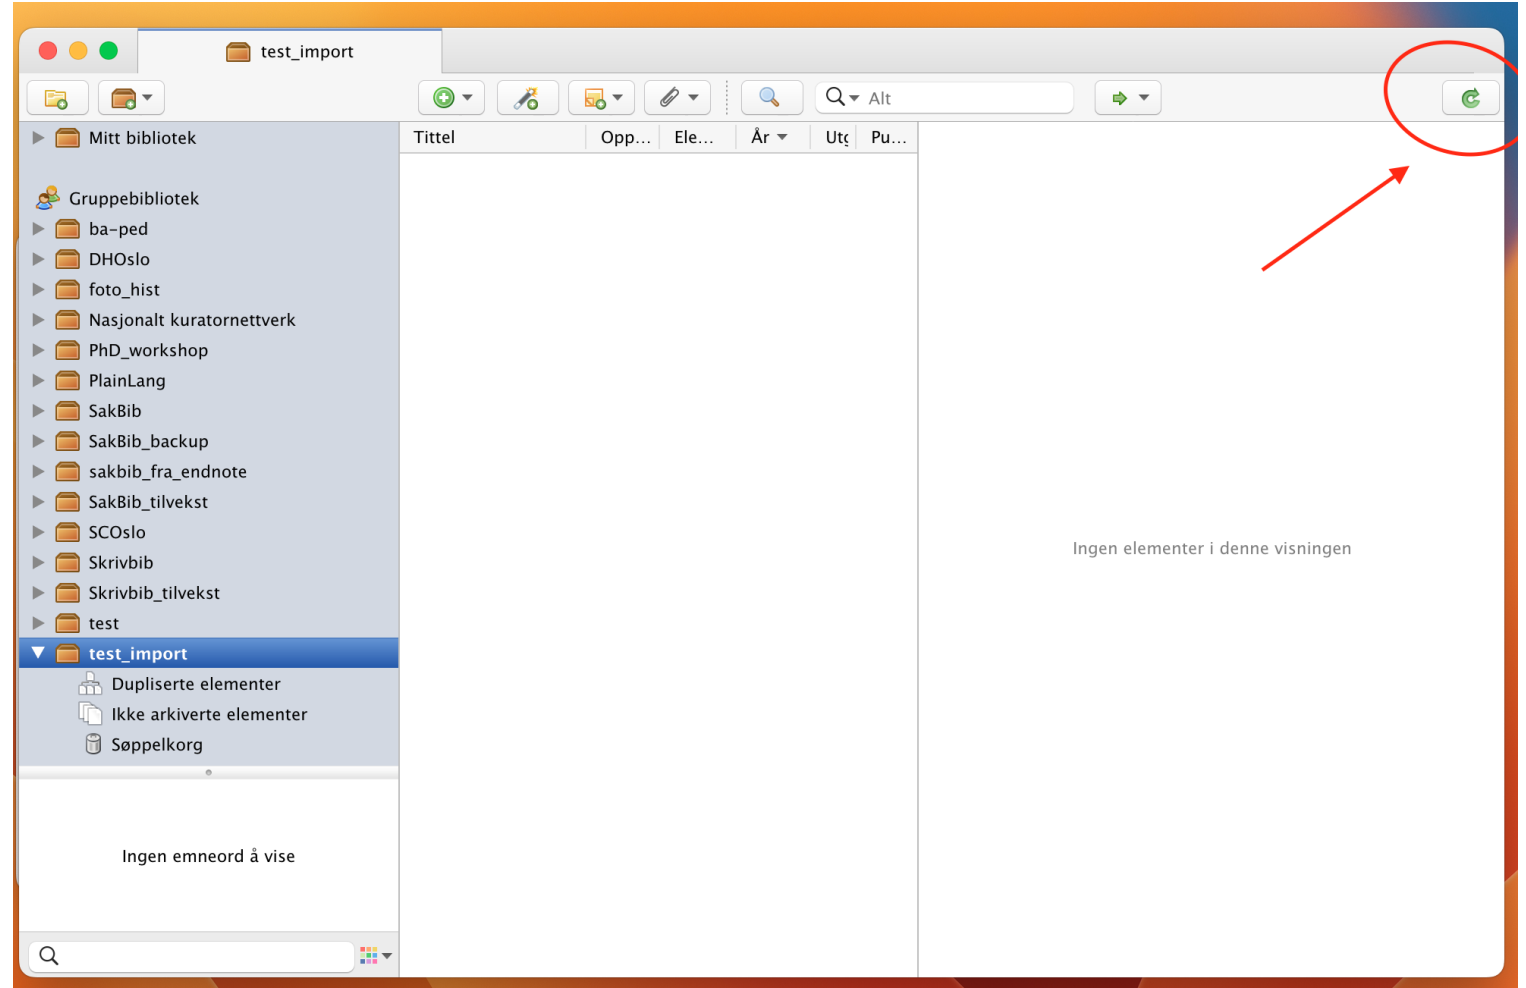 test_import
Alt
Mitt bibliotek
Gruppebibliotek
ba-ped
DHOslo
foto_hist
Nasjonalt kuratornettverk
PhD_workshop
PlainLang
SakBib
SakBib_backup
sakbib_fra_endnote
SakBib_tilvekst
SCOslo
Skrivbib
Skrivbib_tilvekst
test
test_import
Dupliserte elementer
Ikke arkiverte elementer
Søppelkorg
Ingen emneord å vise
Tittel Opp... Ele... År Utg Pu...
Ingen elementer i denne visningen